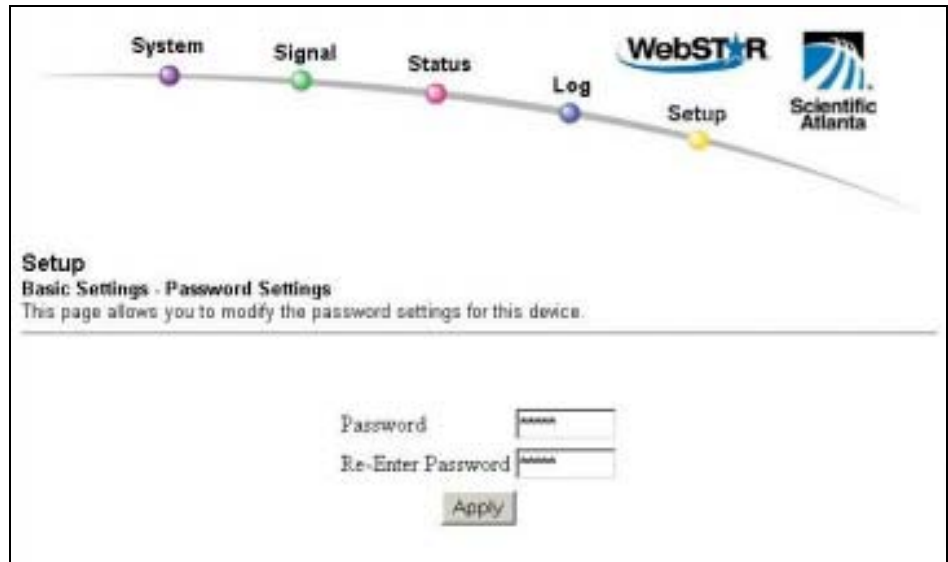 System
Signal
Status
Log
Setup
WebSTAR
Scientific
Atlanta
Setup
Basic Settings - Password Settings
This page allows you to modify the password settings for this device.
Password
Re-Enter Password
Apply